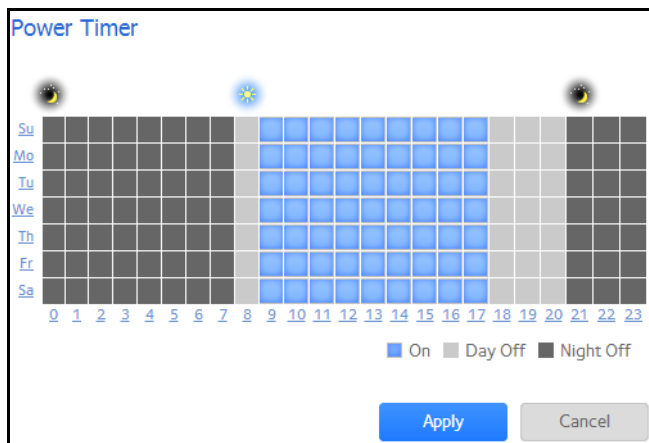 Power Timer
Su
Mo
Tu
We
Th
Fr
Sa
0 1 2 3 4 5 6 7 8 9 10 11 12 13 14 15 16 17 18 19 20 21 22 23
On Day Off Night Off
Apply Cancel